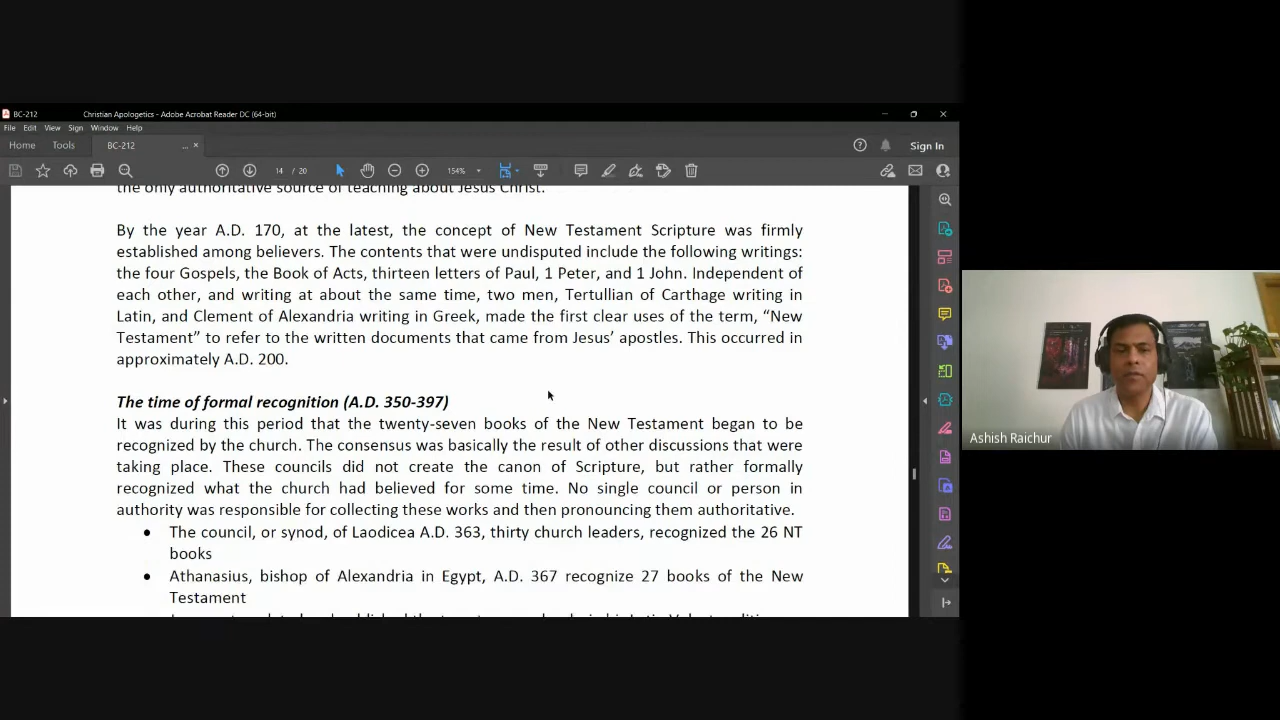 BC-212 Christian Apologetics - Adobe Acrobat Reader DC (64-bit)
File Edit View Sign Window Help
Home Tools BC-212 ... × Sign In
14 / 20 154%
the only authoritative source of teaching about Jesus Christ.
By the year A.D. 170, at the latest, the concept of New Testament Scripture was firmly
established among believers. The contents that were undisputed include the following writings:
the four Gospels, the Book of Acts, thirteen letters of Paul, 1 Peter, and 1 John. Independent of
each other, and writing at about the same time, two men, Tertullian of Carthage writing in
Latin, and Clement of Alexandria writing in Greek, made the first clear uses of the term, “New
Testament” to refer to the written documents that came from Jesus’ apostles. This occurred in
approximately A.D. 200.
The time of formal recognition (A.D. 350-397)
It was during this period that the twenty-seven books of the New Testament began to be
recognized by the church. The consensus was basically the result of other discussions that were
taking place. These councils did not create the canon of Scripture, but rather formally
recognized what the church had believed for some time. No single council or person in
authority was responsible for collecting these works and then pronouncing them authoritative.
• The council, or synod, of Laodicea A.D. 363, thirty church leaders, recognized the 26 NT
books
• Athanasius, bishop of Alexandria in Egypt, A.D. 367 recognize 27 books of the New
Testament
Ashish Raichur